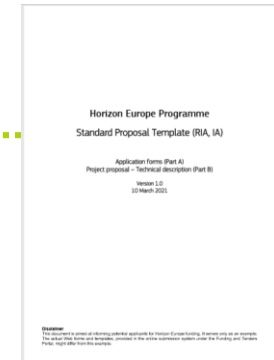 Horizon Europe Programme
Standard Proposal Template (RIA, IA)
Application forms (Part A)
Project proposal – Technical description (Part B)
Version 1.0
10 March 2021
Disclaimer
This document is aimed at informing potential applicants for Horizon Europe funding. It serves only as an example.
The actual Web forms and templates, provided in the online submission system under the Funding and Tenders
Portal, might differ from this example.